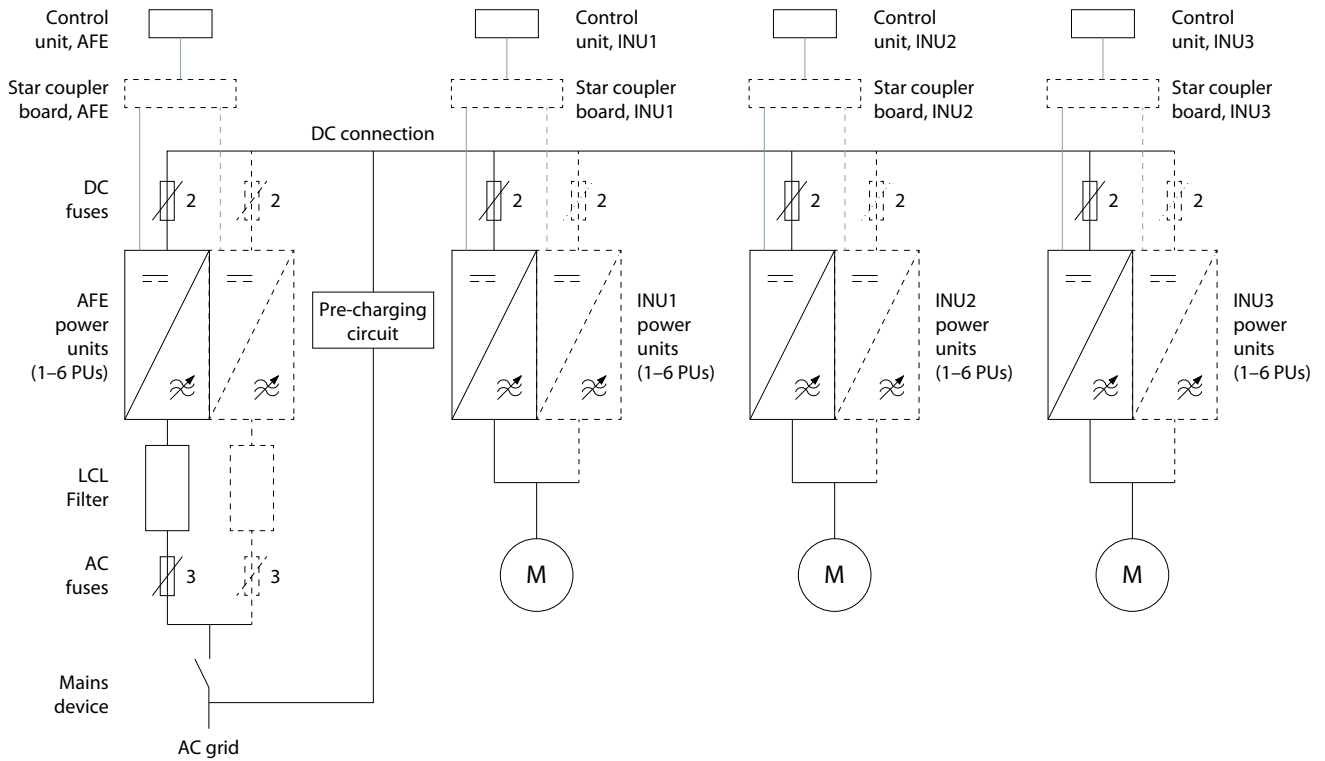 Control
unit, AFE
Control
unit, INU1
Control
unit, INU2
Control
unit, INU3
Star coupler
board, AFE
Star coupler
board, INU1
Star coupler
board, INU2
Star coupler
board, INU3
DC connection
DC
fuses
2
2
2
2
2
2
2
2
AFE
power
units
(1–6 PUs)
Pre-charging
circuit
INU1
power
units
(1–6 PUs)
INU2
power
units
(1–6 PUs)
INU3
power
units
(1–6 PUs)
LCL
Filter
AC
fuses
3
3
M
M
M
Mains
device
AC grid